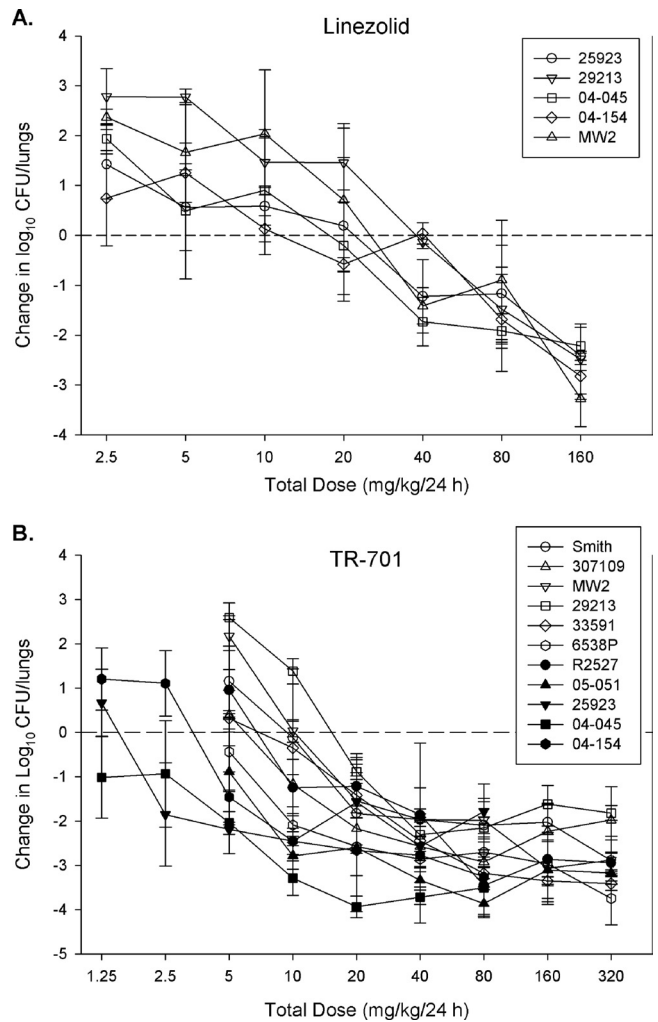 A.
Linezolid
25923
29213
04-045
04-154
MW2
4
3
2
1
0
-1
-2
-3
-4
Change in log10 CFU/lungs
2.5 5 10 20 40 80 160
Total Dose (mg/kg/24 h)
B.
TR-701
Smith
307109
MW2
29213
33591
6538P
R2527
05-051
25923
04-045
04-154
4
3
2
1
0
-1
-2
-3
-4
-5
Change in Log10 CFU/lungs
1.25 2.5 5 10 20 40 80 160 320
Total Dose (mg/kg/24 h)